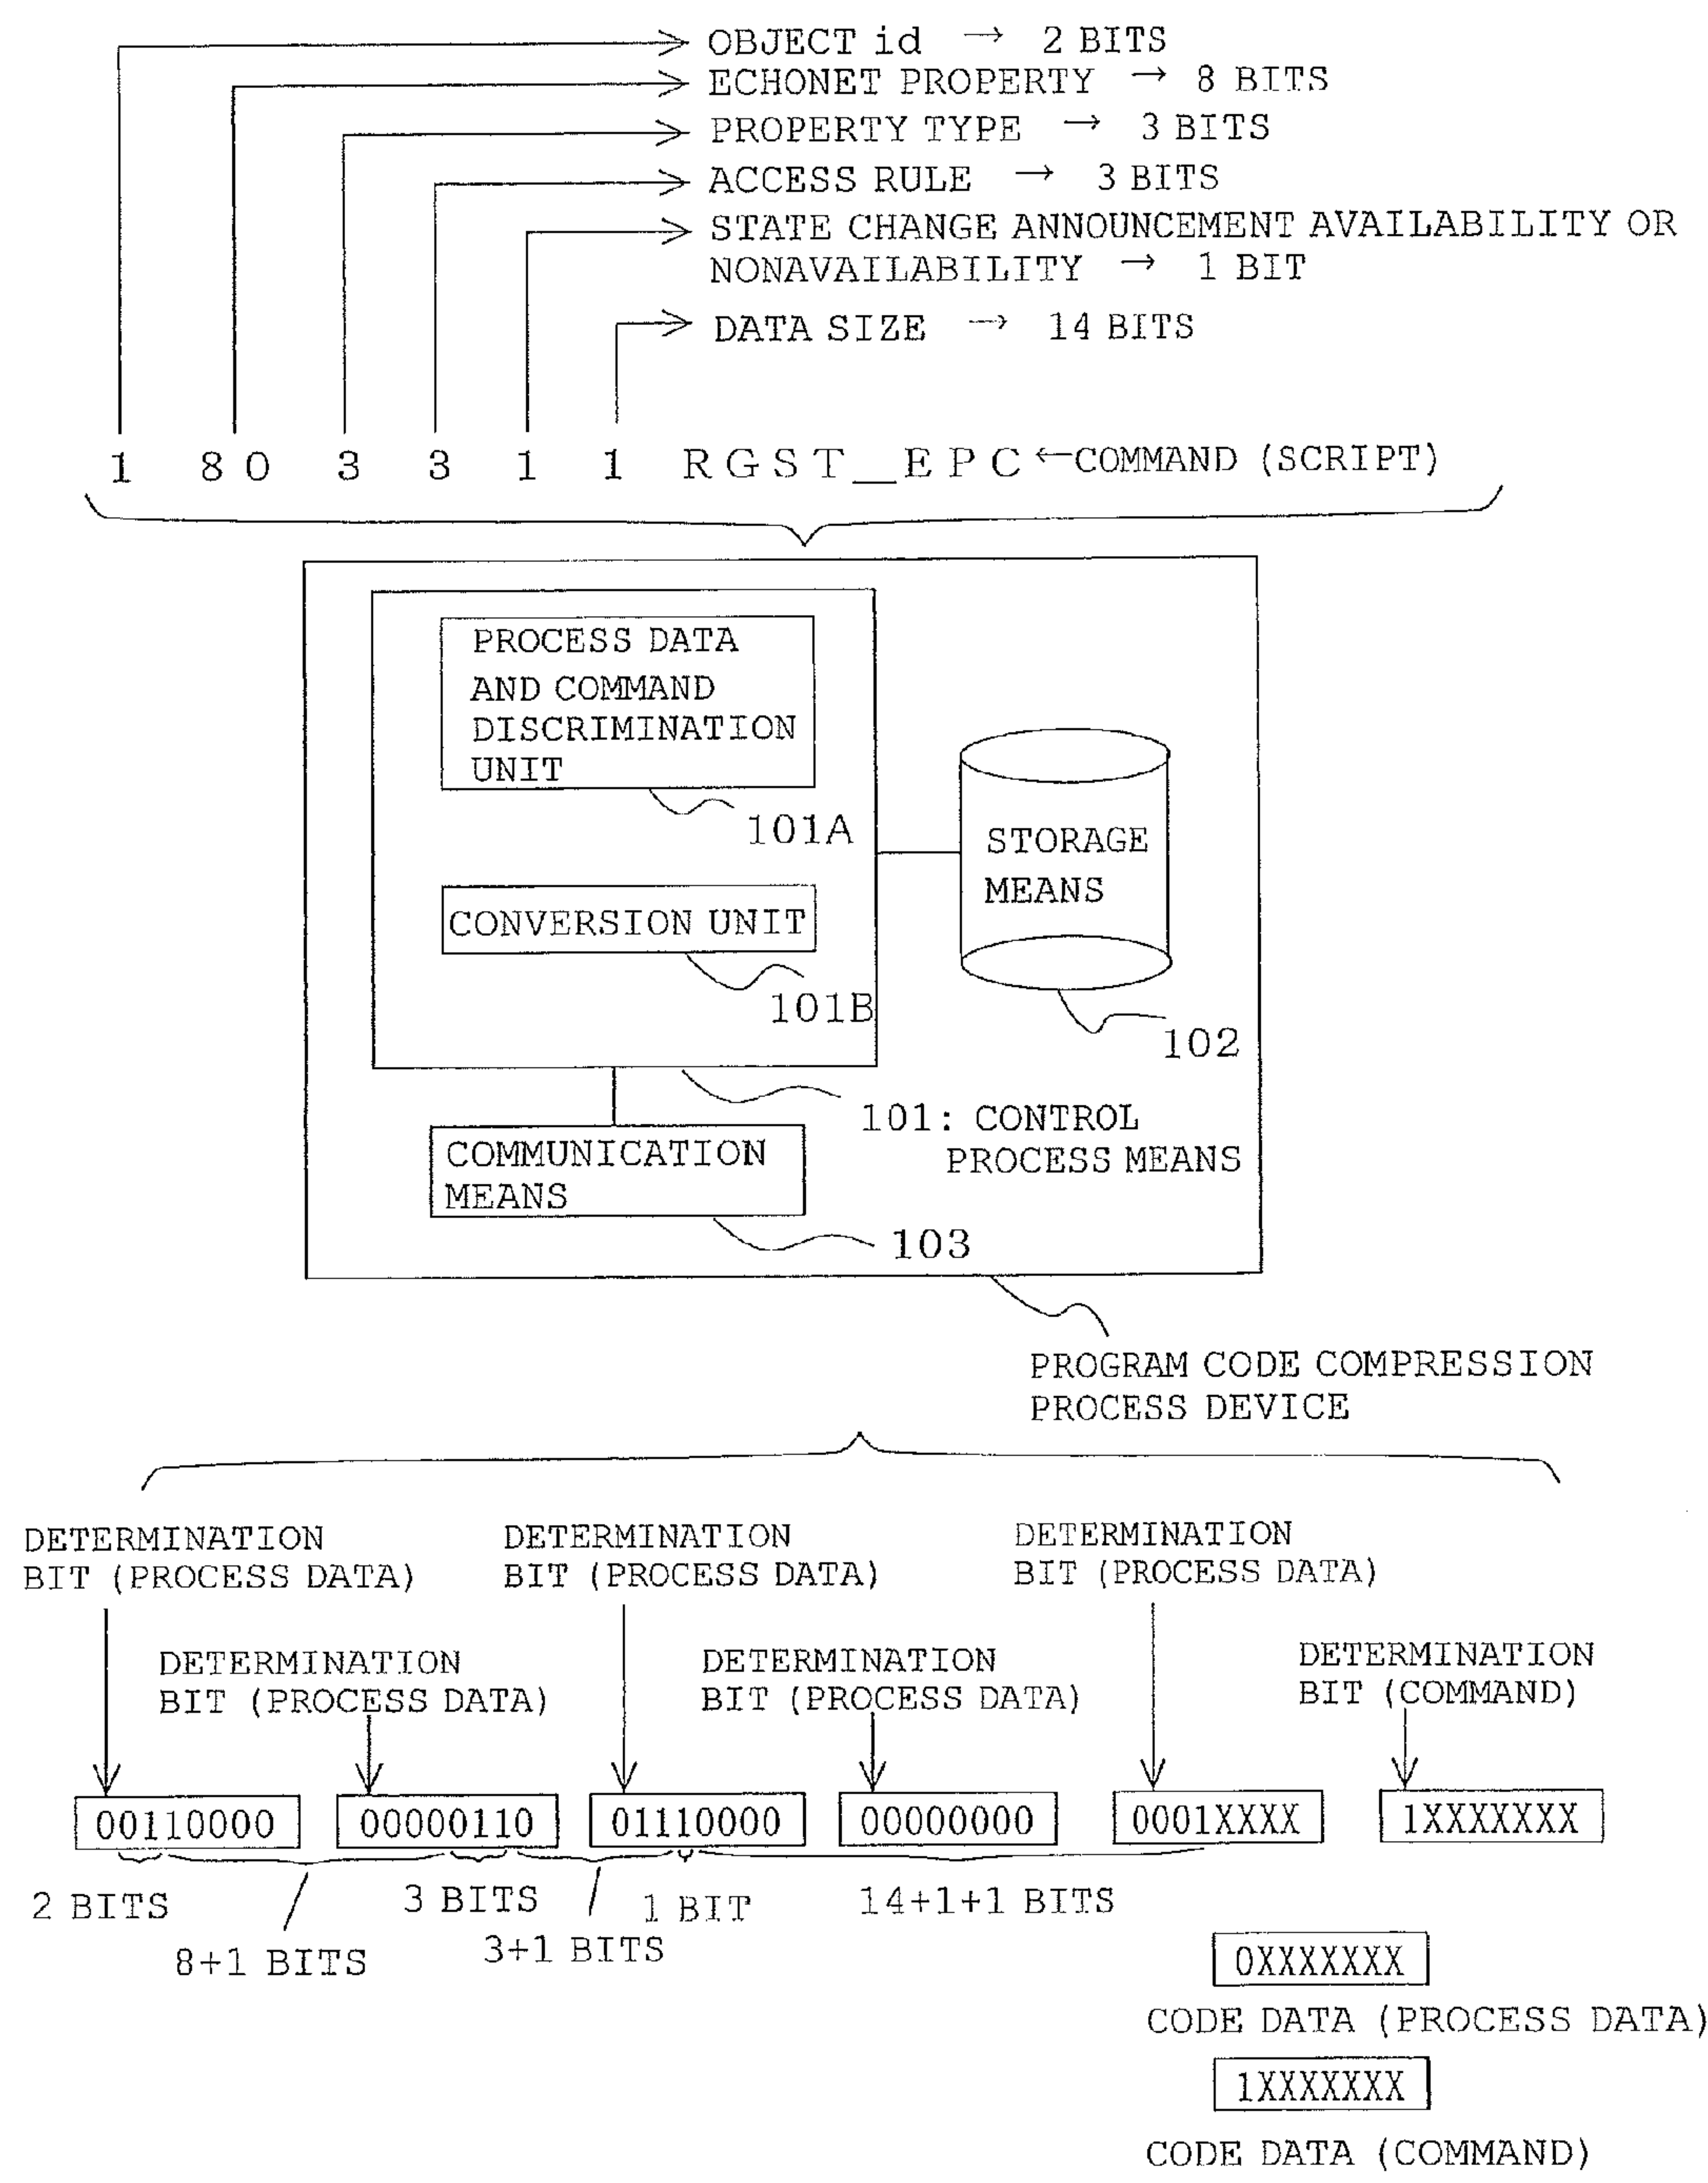 OBJECT id → 2 BITS
ECHONET PROPERTY → 8 BITS
PROPERTY TYPE → 3 BITS
ACCESS RULE → 3 BITS
STATE CHANGE ANNOUNCEMENT AVAILABILITY OR
NONAVAILABILITY → 1 BIT
DATA SIZE → 14 BITS
1 80 3 3 1 1 RGST_EPC ←COMMAND (SCRIPT)
PROCESS DATA
AND COMMAND
DISCRIMINATION
UNIT
101A
CONVERSION UNIT
101B
STORAGE
MEANS
102
101: CONTROL
PROCESS MEANS
COMMUNICATION
MEANS
103
PROGRAM CODE COMPRESSION
PROCESS DEVICE
DETERMINATION
BIT (PROCESS DATA)
DETERMINATION
BIT (PROCESS DATA)
DETERMINATION
BIT (PROCESS DATA)
DETERMINATION
BIT (PROCESS DATA)
DETERMINATION
BIT (PROCESS DATA)
DETERMINATION
BIT (COMMAND)
00110000 00000110 01110000 00000000 0001XXXX 1XXXXXXX
2 BITS
8+1 BITS
3 BITS
3+1 BITS
1 BIT
14+1+1 BITS
0XXXXXXX
CODE DATA (PROCESS DATA)
1XXXXXXX
CODE DATA (COMMAND)